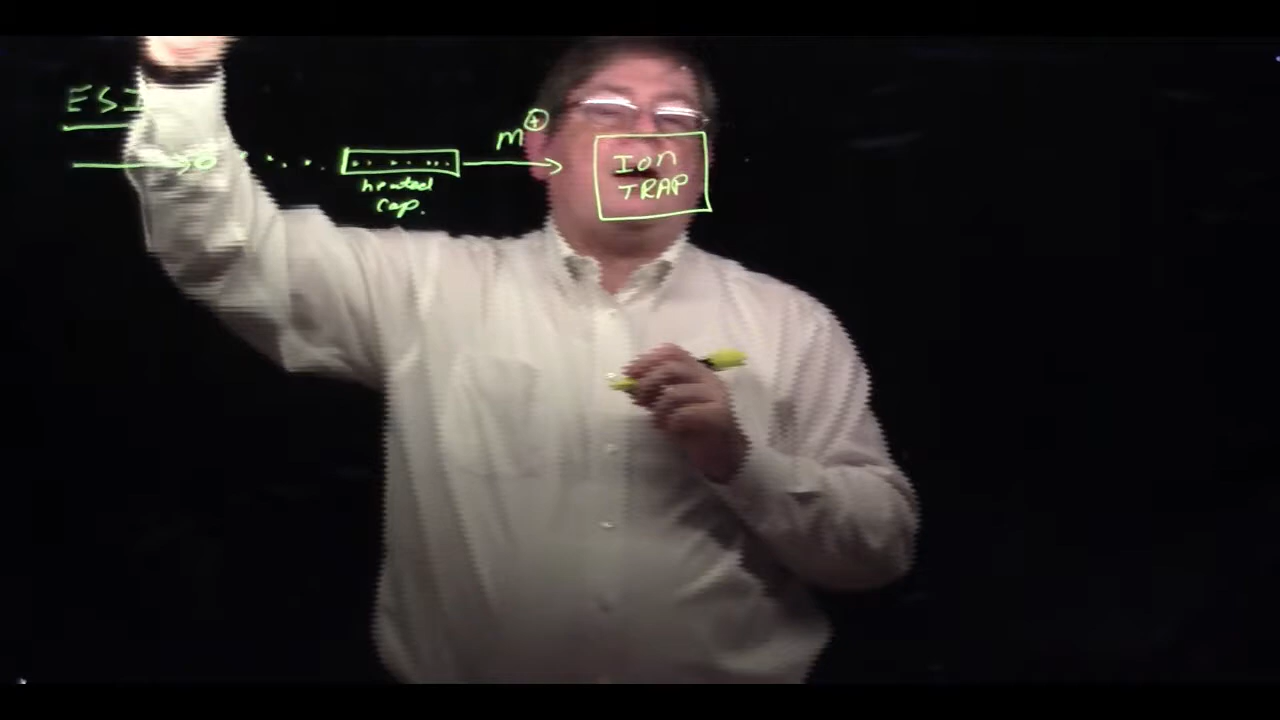 ESI
m⊕
heated
cap.
Ion
TRAP